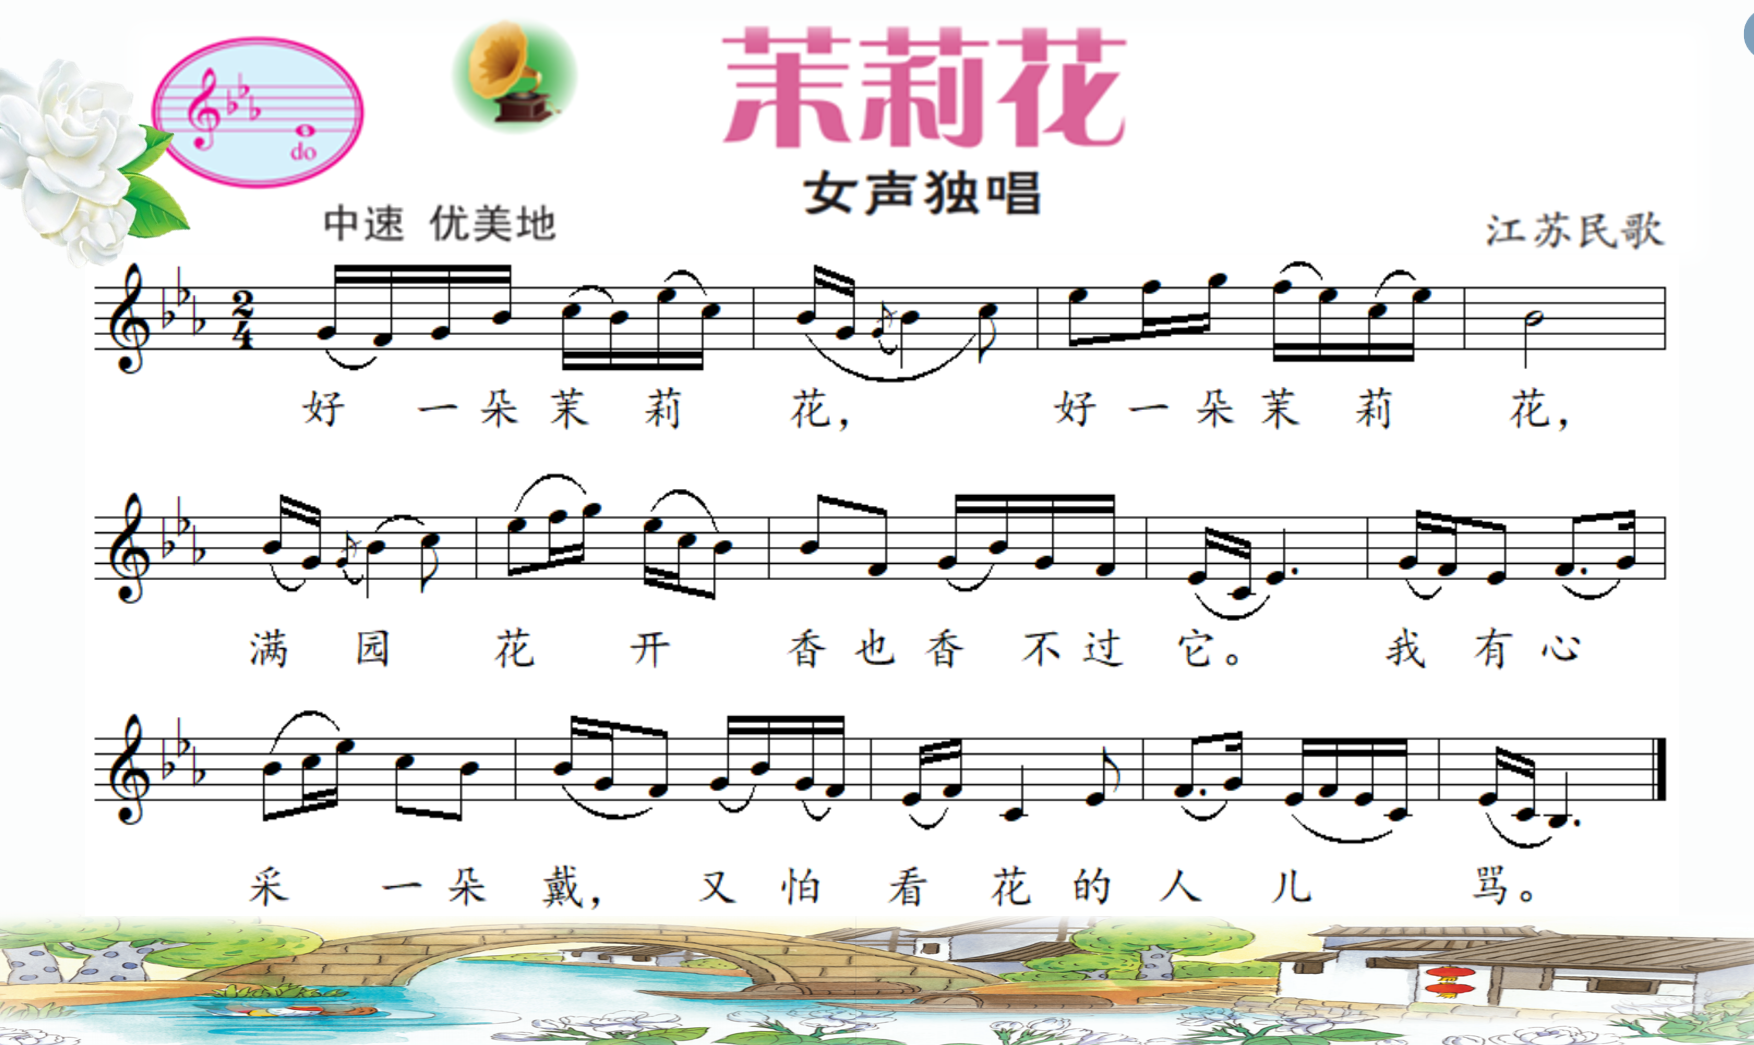 茉莉花
do
女声独唱
中速 优美地
江苏民歌
2
4
好 一 朵 茉 莉 花， 好 一 朵 茉 莉 花，
满 园 花 开 香 也 香 不 过 它。 我 有 心
采 一 朵 戴， 又 怕 看 花 的 人 儿 骂。